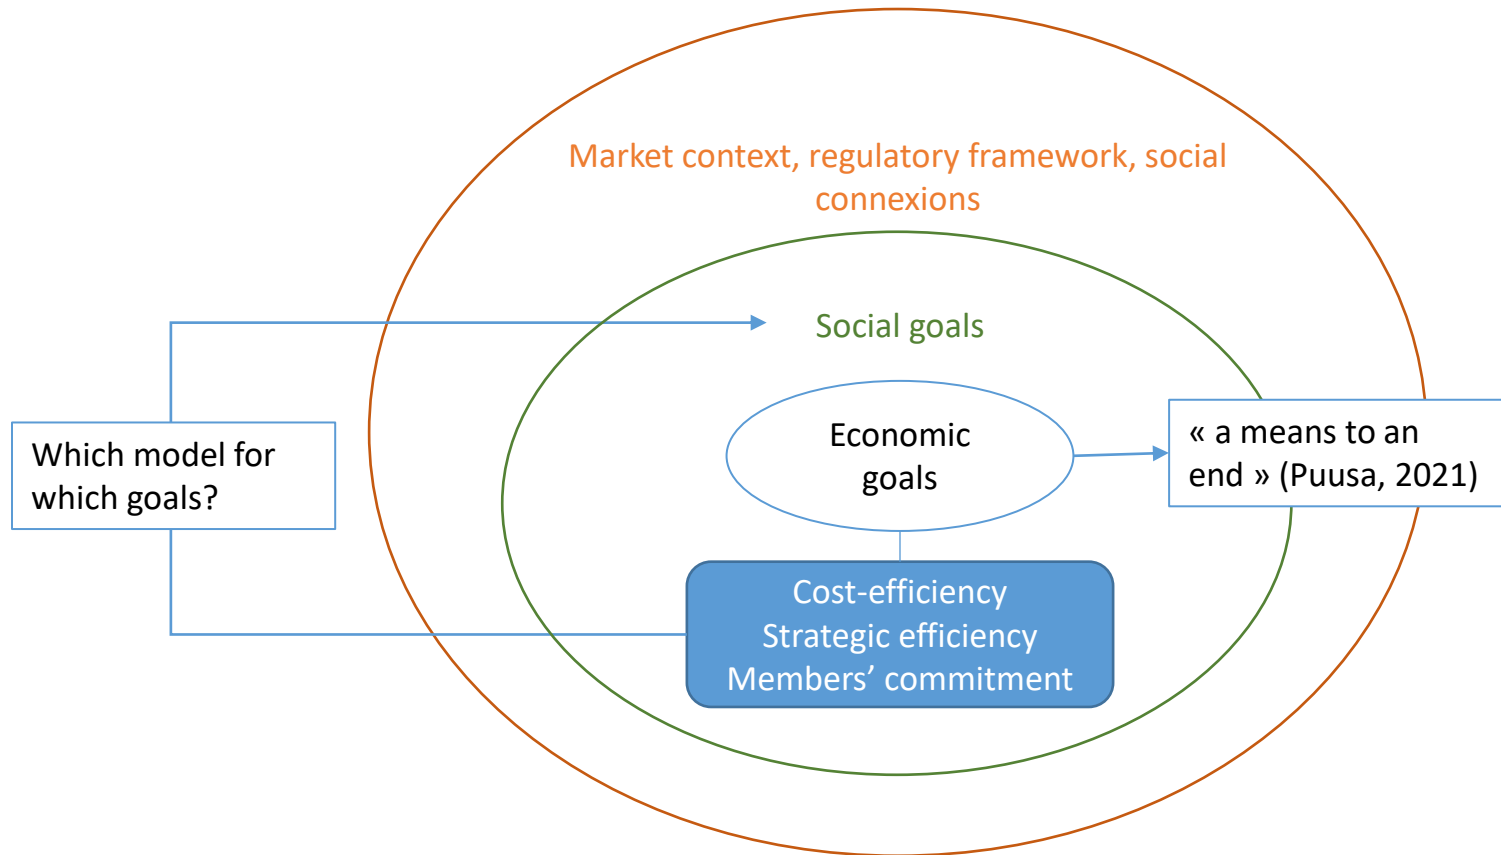 Market context, regulatory framework, social
connexions
Social goals
Which model for
which goals?
Economic
goals
« a means to an
end » (Puusa, 2021)
Cost-efficiency
Strategic efficiency
Members’ commitment